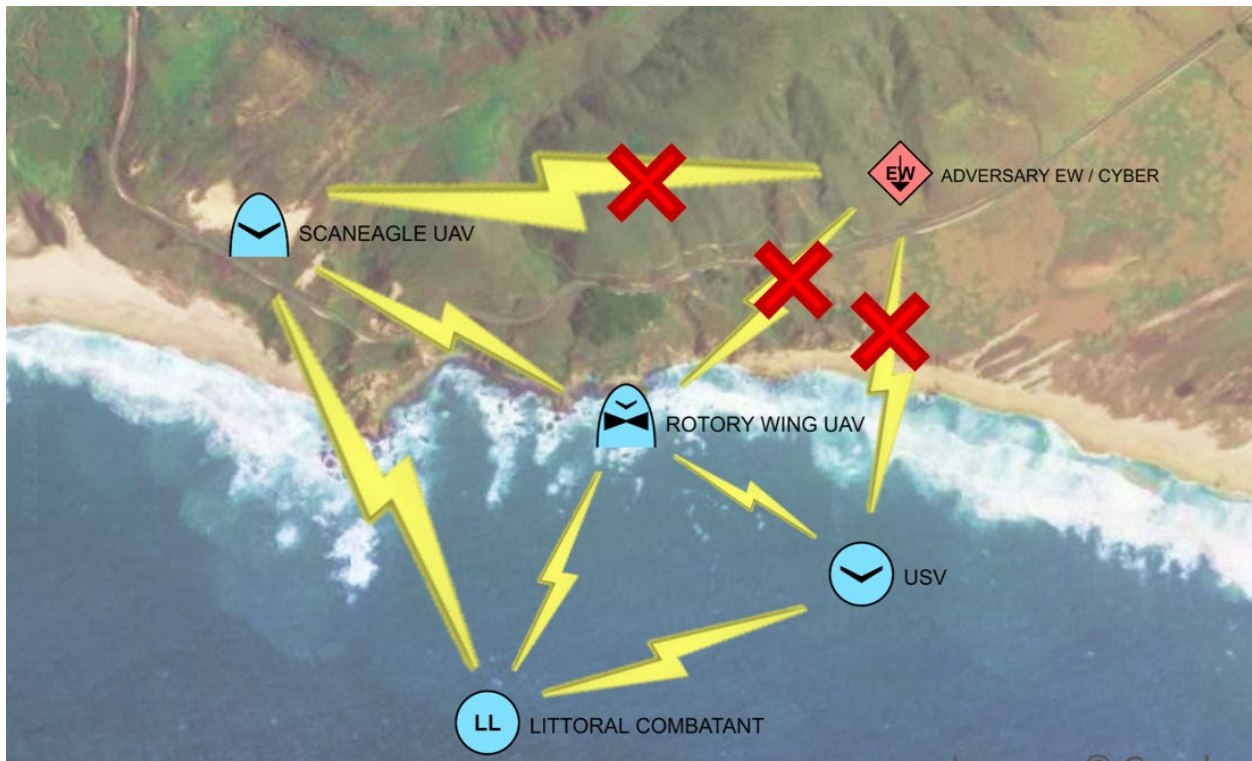 EW
ADVERSARY EW / CYBER
SCANEAGLE UAV
ROTORY WING UAV
USV
LL
LITTORAL COMBATANT